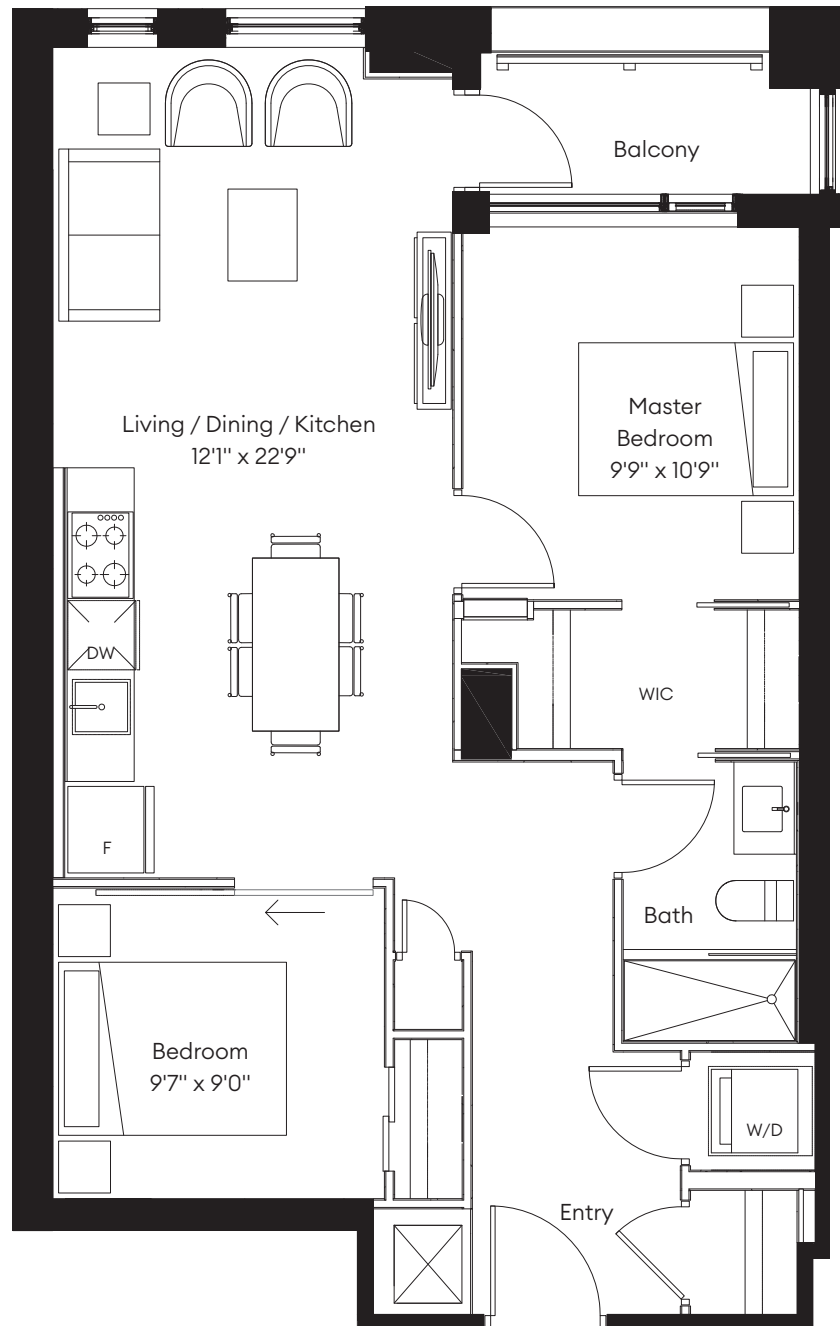 Balcony
Living / Dining / Kitchen
12'1" x 22'9"
Master
Bedroom
9'9" x 10'9"
DW
WIC
F
Bath
Bedroom
9'7" x 9'0"
W/D
Entry